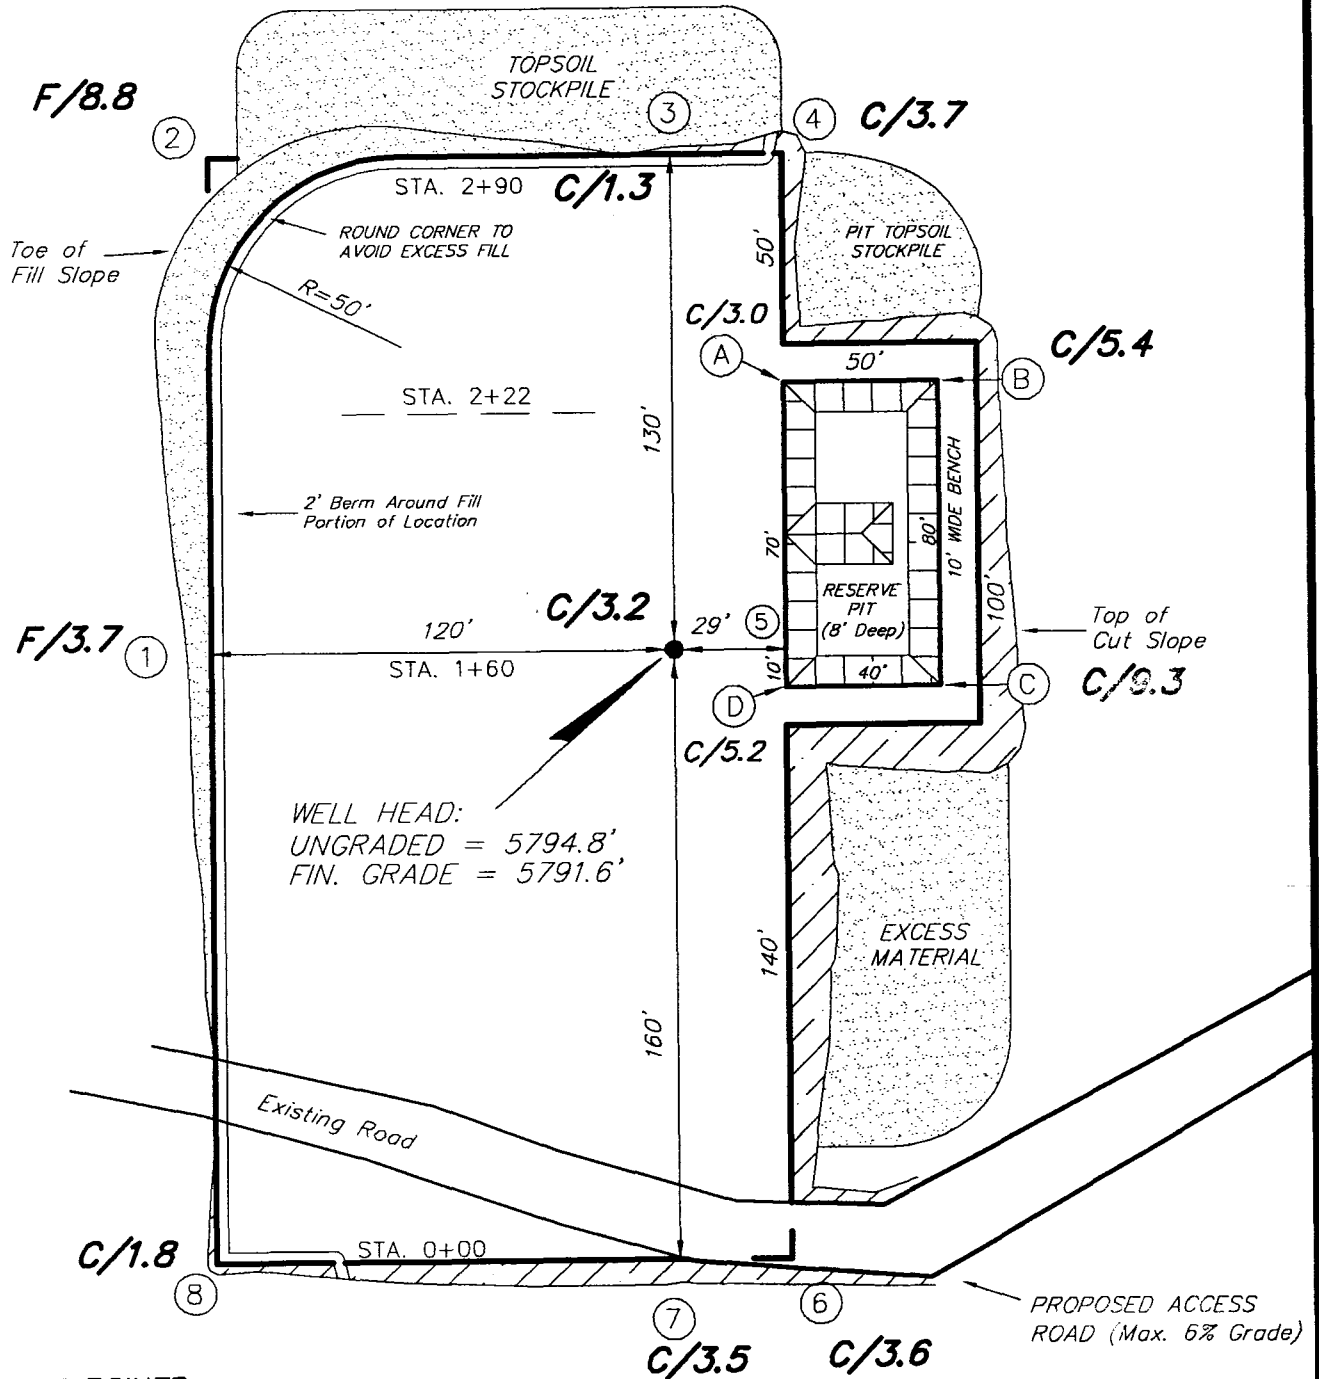 TOPSOIL
STOCKPILE
F/8.8
2
3
4
C/3.7
STA. 2+90
C/1.3
ROUND CORNER TO
AVOID EXCESS FILL
Toe of
Fill Slope
R=50'
50'
PIT TOPSOIL
STOCKPILE
C/3.0
A
50'
C/5.4
B
STA. 2+22
130'
2' Berm Around Fill
Portion of Location
70'
80'
10' WIDE BENCH
100'
RESERVE
PIT
(8' Deep)
Top of
Cut Slope
F/3.7
1
120'
STA. 1+60
C/3.2
29'
5
10'
40'
C
C/9.3
D
C/5.2
WELL HEAD:
UNGRADED = 5794.8'
FIN. GRADE = 5791.6'
140'
EXCESS
MATERIAL
160'
Existing Road
C/1.8
8
STA. 0+00
7
C/3.5
6
C/3.6
PROPOSED ACCESS
ROAD (Max. 6% Grade)